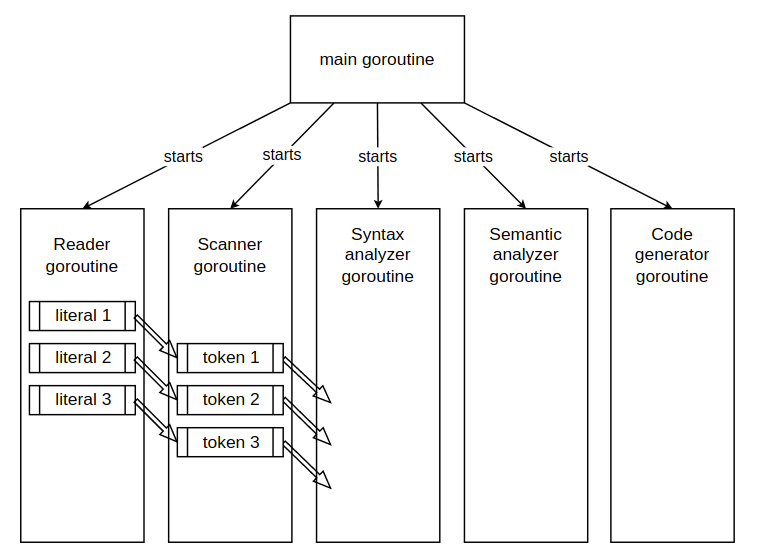 main goroutine
starts
starts
starts
starts
starts
Reader
goroutine
Scanner
goroutine
Syntax
analyzer
goroutine
Semantic
analyzer
goroutine
Code
generator
goroutine
literal 1
literal 2
literal 3
token 1
token 2
token 3